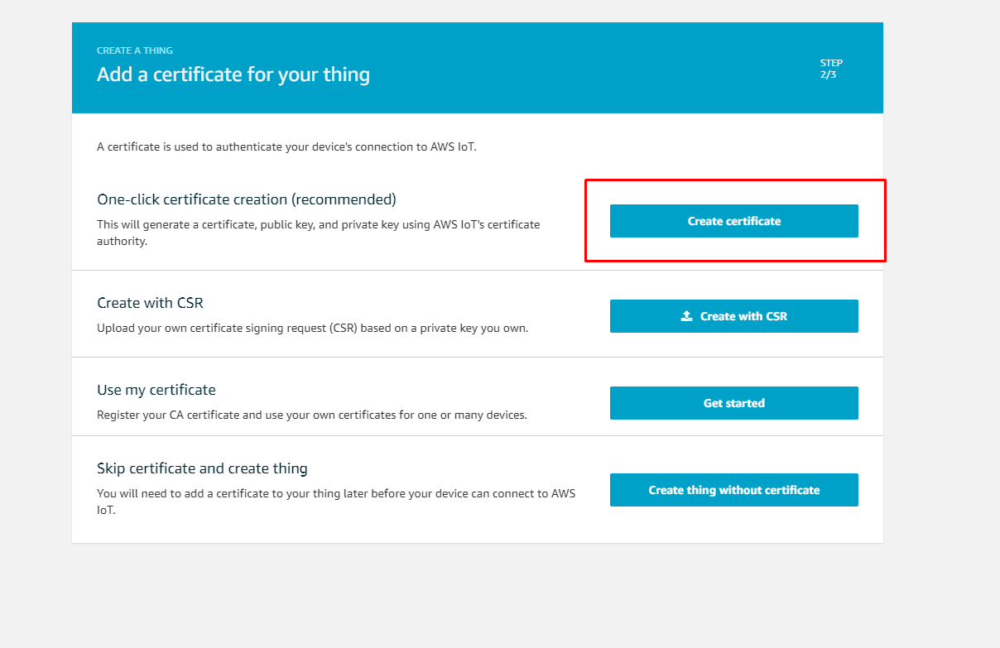 CREATE A THING
Add a certificate for your thing
STEP
2/3
A certificate is used to authenticate your device's connection to AWS IoT.
One-click certificate creation (recommended)
This will generate a certificate, public key, and private key using AWS IoT's certificate
authority.
Create certificate
Create with CSR
Upload your own certificate signing request (CSR) based on a private key you own.
Create with CSR
Use my certificate
Register your CA certificate and use your own certificates for one or many devices.
Get started
Skip certificate and create thing
You will need to add a certificate to your thing later before your device can connect to AWS
IoT.
Create thing without certificate